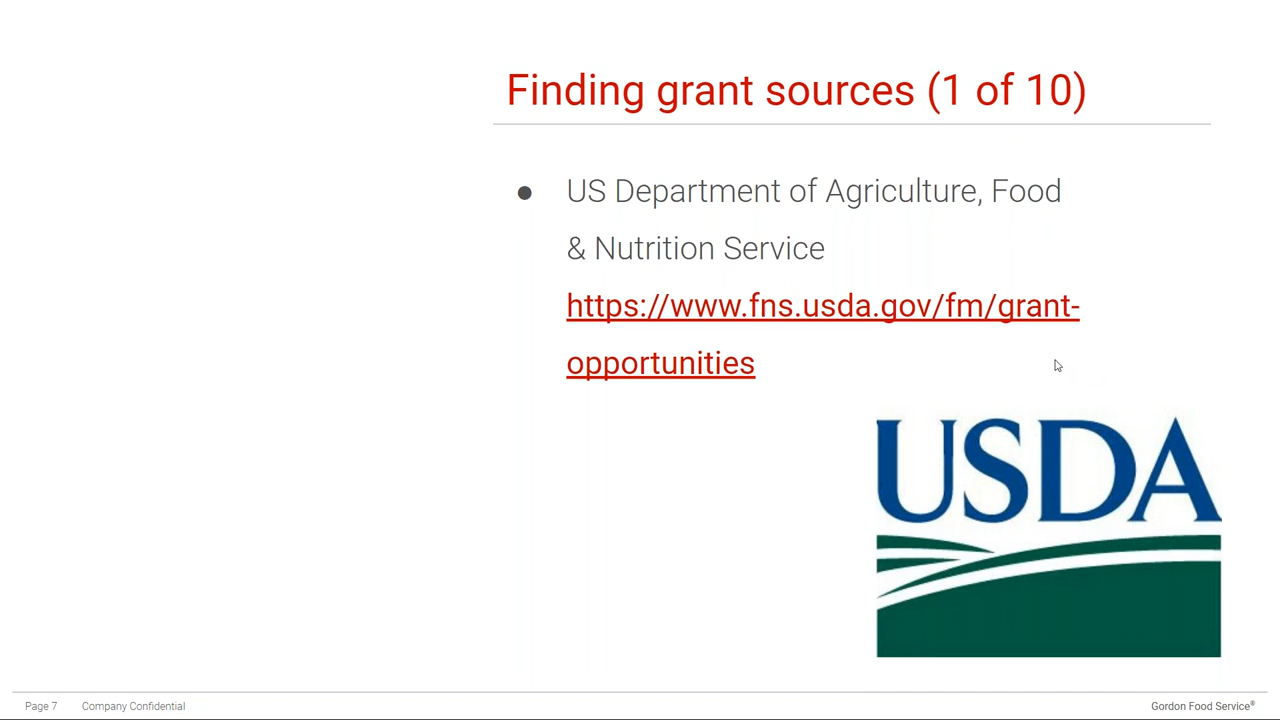 Finding grant sources (1 of 10)
● US Department of Agriculture, Food
& Nutrition Service
https://www.fns.usda.gov/fm/grant-
opportunities
USDA
Page 7 Company Confidential Gordon Food Service®